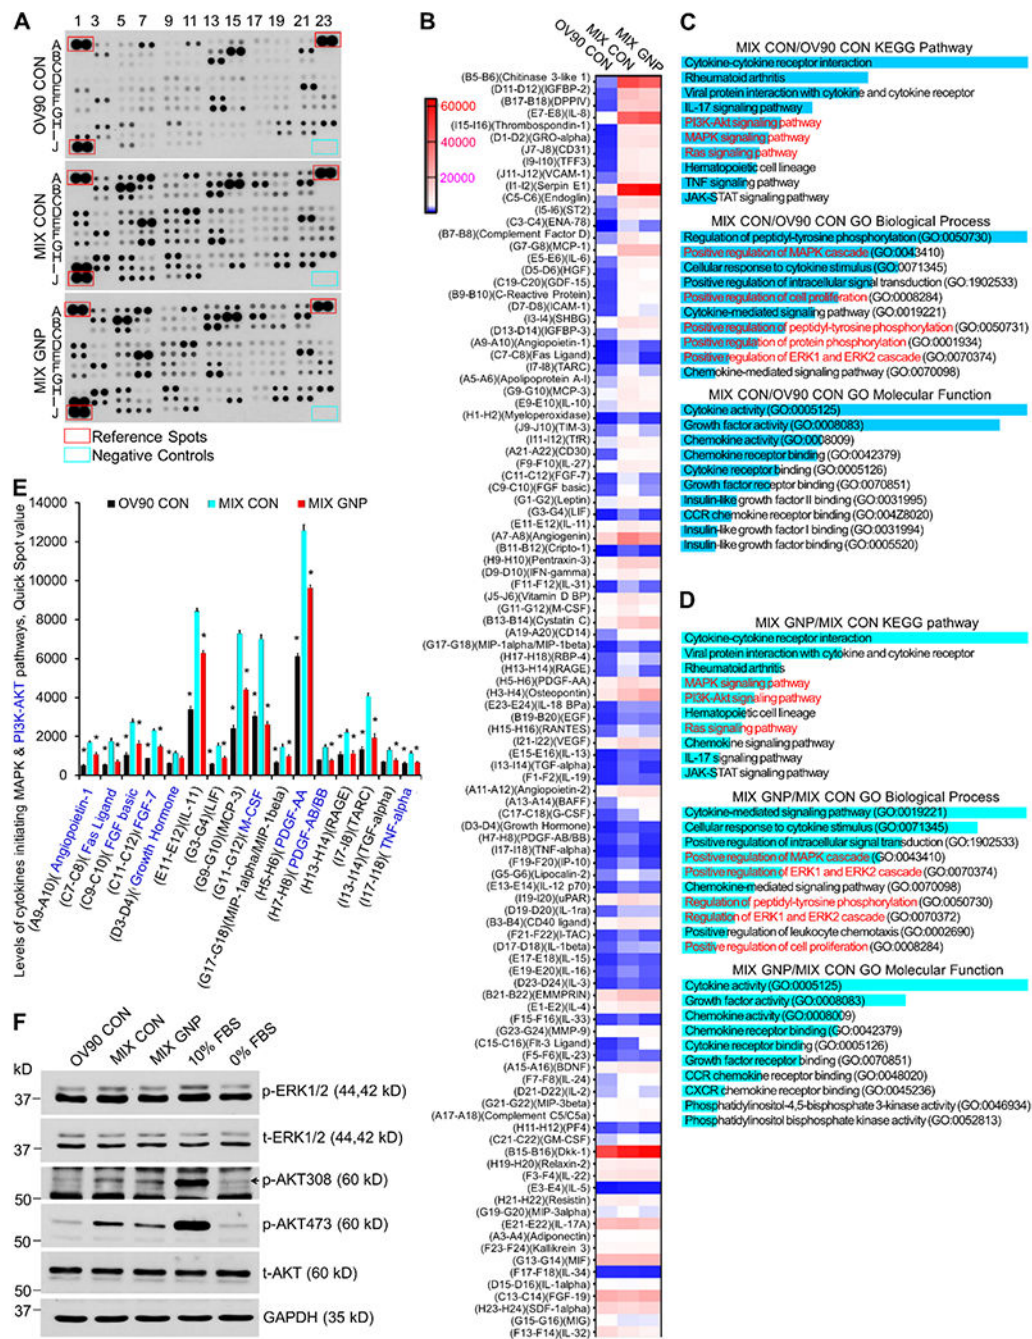 A
1 3 5 7 9 11 13 15 17 19 21 23
OV90 CON
A
B
C
D
E
F
G
H
I
J
MIX CON
A
B
C
D
E
F
G
H
I
J
MIX GNP
A
B
C
D
E
F
G
H
I
J
Reference Spots
Negative Controls
B
OV90 CON
MIX CON
MIX GNP
60000
40000
20000
(B5-B6)(Chitinase 3-like 1)
(D11-D12)(IGFBP-2)
(B17-B18)(DPPIV)
(E7-E8)(IL-8)
(I15-I16)(Thrombospondin-1)
(D1-D2)(GRO-alpha)
(J7-J8)(CD31)
(I9-I10)(TFF3)
(J11-J12)(VCAM-1)
(I1-I2)(Serpin E1)
(C5-C6)(Endoglin)
(I5-I6)(ST2)
(C3-C4)(ENA-78)
(B7-B8)(Complement Factor D)
(G7-G8)(MCP-1)
(E5-E6)(IL-6)
(D5-D6)(HGF)
(C19-C20)(GDF-15)
(B9-B10)(C-Reactive Protein)
(D7-D8)(ICAM-1)
(I3-I4)(SHBG)
(D13-D14)(IGFBP-3)
(A9-A10)(Angiopoietin-1)
(C7-C8)(Fas Ligand)
(I7-I8)(TARC)
(A5-A6)(Apolipoprotein A-I)
(G9-G10)(MCP-3)
(E9-E10)(IL-10)
(H1-H2)(Myeloperoxidase)
(J9-J10)(TIM-3)
(I11-I12)(TfR)
(A21-A22)(CD30)
(F9-F10)(IL-27)
(C11-C12)(FGF-7)
(C9-C10)(FGF basic)
(G1-G2)(Leptin)
(G3-G4)(LIF)
(E11-E12)(IL-11)
(A7-A8)(Angiogenin)
(B11-B12)(Cripto-1)
(H9-H10)(Pentraxin-3)
(D9-D10)(IFN-gamma)
(F11-F12)(IL-31)
(J5-J6)(Vitamin D BP)
(G11-G12)(M-CSF)
(B13-B14)(Cystatin C)
(A19-A20)(CD14)
(G17-G18)(MIP-1alpha/MIP-1beta)
(H17-H18)(RBP-4)
(H13-H14)(RAGE)
(H5-H6)(PDGF-AA)
(H3-H4)(Osteopontin)
(E23-E24)(IL-18 BPa)
(B19-B20)(EGF)
(H15-H16)(RANTES)
(I21-I22)(VEGF)
(E15-E16)(IL-13)
(I13-I14)(TGF-alpha)
(F1-F2)(IL-19)
(A11-A12)(Angiopoietin-2)
(A13-A14)(BAFF)
(C17-C18)(G-CSF)
(D3-D4)(Growth Hormone)
(H7-H8)(PDGF-AB/BB)
(I17-I18)(TNF-alpha)
(F19-F20)(IP-10)
(G5-G6)(Lipocalin-2)
(E13-E14)(IL-12 p70)
(I19-I20)(uPAR)
(D19-D20)(IL-1ra)
(B3-B4)(CD40 ligand)
(F21-F22)(I-TAC)
(D17-D18)(IL-1beta)
(E17-E18)(IL-15)
(E19-E20)(IL-16)
(D23-D24)(IL-3)
(B21-B22)(EMMPRIN)
(E1-E2)(IL-4)
(F15-F16)(IL-33)
(G23-G24)(MMP-9)
(C15-C16)(Flt-3 Ligand)
(F5-F6)(IL-23)
(A15-A16)(BDNF)
(F7-F8)(IL-24)
(D21-D22)(IL-2)
(G21-G22)(MIP-3beta)
(A17-A18)(Complement C5/C5a)
(H11-H12)(PF4)
(C21-C22)(GM-CSF)
(B15-B16)(Dkk-1)
(H19-H20)(Relaxin-2)
(F3-F4)(IL-22)
(E3-E4)(IL-5)
(H21-H22)(Resistin)
(G19-G20)(MIP-3alpha)
(E21-E22)(IL-17A)
(A3-A4)(Adiponectin)
(F23-F24)(Kallikrein 3)
(G13-G14)(MIF)
(F17-F18)(IL-34)
(D15-D16)(IL-1alpha)
(C13-C14)(FGF-19)
(H23-H24)(SDF-1alpha)
(G15-G16)(MIG)
(F13-F14)(IL-32)
C
MIX CON/OV90 CON KEGG Pathway
Cytokine-cytokine receptor interaction
Rheumatoid arthritis
Viral protein interaction with cytokine and cytokine receptor
IL-17 signaling pathway
PI3K-Akt signaling pathway
MAPK signaling pathway
Ras signaling pathway
Hematopoietic cell lineage
TNF signaling pathway
JAK-STAT signaling pathway
MIX CON/OV90 CON GO Biological Process
Regulation of peptidyl-tyrosine phosphorylation (GO:0050730)
Positive regulation of MAPK cascade (GO:0043410)
Cellular response to cytokine stimulus (GO:0071345)
Positive regulation of intracellular signal transduction (GO:1902533)
Positive regulation of cell proliferation (GO:0008284)
Cytokine-mediated signaling pathway (GO:0019221)
Positive regulation of peptidyl-tyrosine phosphorylation (GO:0050731)
Positive regulation of protein phosphorylation (GO:0001934)
Positive regulation of ERK1 and ERK2 cascade (GO:0070374)
Chemokine-mediated signaling pathway (GO:0070098)
MIX CON/OV90 CON GO Molecular Function
Cytokine activity (GO:0005125)
Growth factor activity (GO:0008083)
Chemokine activity (GO:0008009)
Chemokine receptor binding (GO:0042379)
Cytokine receptor binding (GO:0005126)
Growth factor receptor binding (GO:0070851)
Insulin-like growth factor II binding (GO:0031995)
CCR chemokine receptor binding (GO:004Z8020)
Insulin-like growth factor I binding (GO:0031994)
Insulin-like growth factor binding (GO:0005520)
D
MIX GNP/MIX CON KEGG pathway
Cytokine-cytokine receptor interaction
Viral protein interaction with cytokine and cytokine receptor
Rheumatoid arthritis
MAPK signaling pathway
PI3K-Akt signaling pathway
Hematopoietic cell lineage
Ras signaling pathway
Chemokine signaling pathway
IL-17 signaling pathway
JAK-STAT signaling pathway
MIX GNP/MIX CON GO Biological Process
Cytokine-mediated signaling pathway (GO:0019221)
Cellular response to cytokine stimulus (GO:0071345)
Positive regulation of intracellular signal transduction (GO:1902533)
Positive regulation of MAPK cascade (GO:0043410)
Positive regulation of ERK1 and ERK2 cascade (GO:0070374)
Chemokine-mediated signaling pathway (GO:0070098)
Regulation of peptidyl-tyrosine phosphorylation (GO:0050730)
Regulation of ERK1 and ERK2 cascade (GO:0070372)
Positive regulation of leukocyte chemotaxis (GO:0002690)
Positive regulation of cell proliferation (GO:0008284)
MIX GNP/MIX CON GO Molecular Function
Cytokine activity (GO:0005125)
Growth factor activity (GO:0008083)
Chemokine activity (GO:0008009)
Chemokine receptor binding (GO:0042379)
Cytokine receptor binding (GO:0005126)
Growth factor receptor binding (GO:0070851)
CCR chemokine receptor binding (GO:0048020)
CXCR chemokine receptor binding (GO:0045236)
Phosphatidylinositol-4,5-bisphosphate 3-kinase activity (GO:0046934)
Phosphatidylinositol bisphosphate kinase activity (GO:0052813)
E
Levels of cytokines initialing MAPK & PI3K-AKT pathways, Quick Spot value
14000
12000
10000
8000
6000
4000
2000
0
OV90 CON MIX CON MIX GNP
(A9-A10)( Angiopoietin-1
(C7-C8)( Fas Ligand
(C9-C10)( FGF basic
(C11-C12)( FGF-7
(D3-D4)( Growth Hormone
(E11-E12)(IL-11)
(G3-G4)(LIF)
(G9-G10)(MCP-3)
(G11-G12)( M-CSF
(G17-G18)(MIP-1alpha/MIP-1beta)
(H5-H6)( PDGF-AA
(H7-H8)( PDGF-AB/BB
(H13-H14)(RAGE)
(I7-I8)(TARC)
(I13-I14)(TGF-alpha)
(I17-I18)( TNF-alpha
F
OV90 CON
MIX CON
MIX GNP
10% FBS
0% FBS
kD
37
p-ERK1/2 (44,42 kD)
37
t-ERK1/2 (44,42 kD)
50
p-AKT308 (60 kD)
50
p-AKT473 (60 kD)
50
t-AKT (60 kD)
37
GAPDH (35 kD)